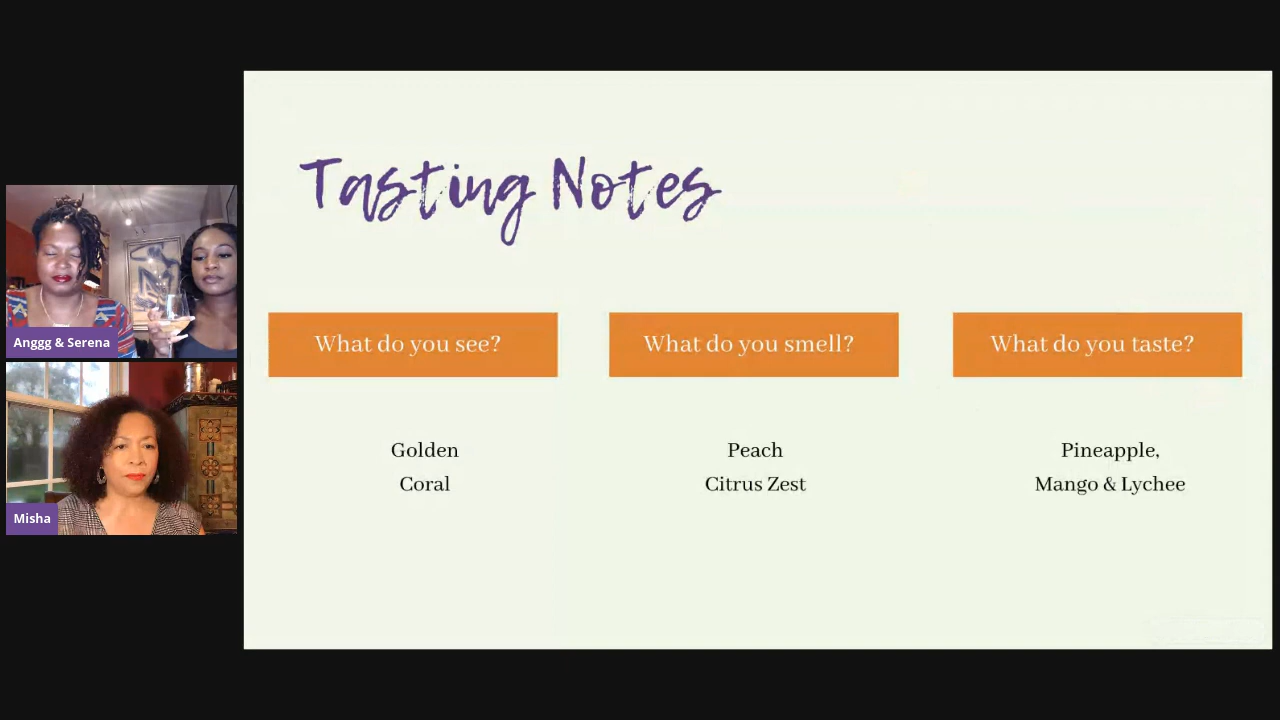 Tasting Notes
What do you see?
What do you smell?
What do you taste?
Golden
Coral
Peach
Citrus Zest
Pineapple,
Mango & Lychee
Anggg & Serena
Misha